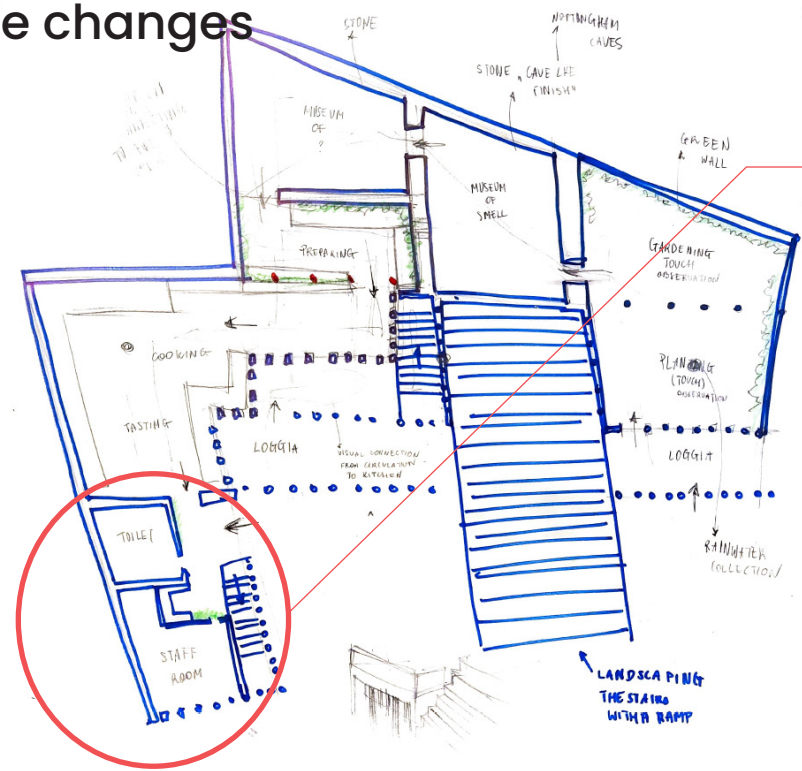 e changes
STONE
NOTTINGHAM
CAVES
STONE, CAVE LIKE
FINISH"
MUSEUM
OF
?
GREEN
WALL
MUSEUM
OF
SMELL
PREPARING
GARDENING
TOUCH
OBSERVATION
COOKING
PLANTING
(TOUCH)
OBSERVATION
TASTING
LOGGIA
VISUAL CONNECTION
FROM CIRCULATION
TO KITCHEN
LOGGIA
TOILET
RAINWATER
COLLECTION
STAFF
ROOM
LANDSCAPING
THE STAIRS
WITH A RAMP